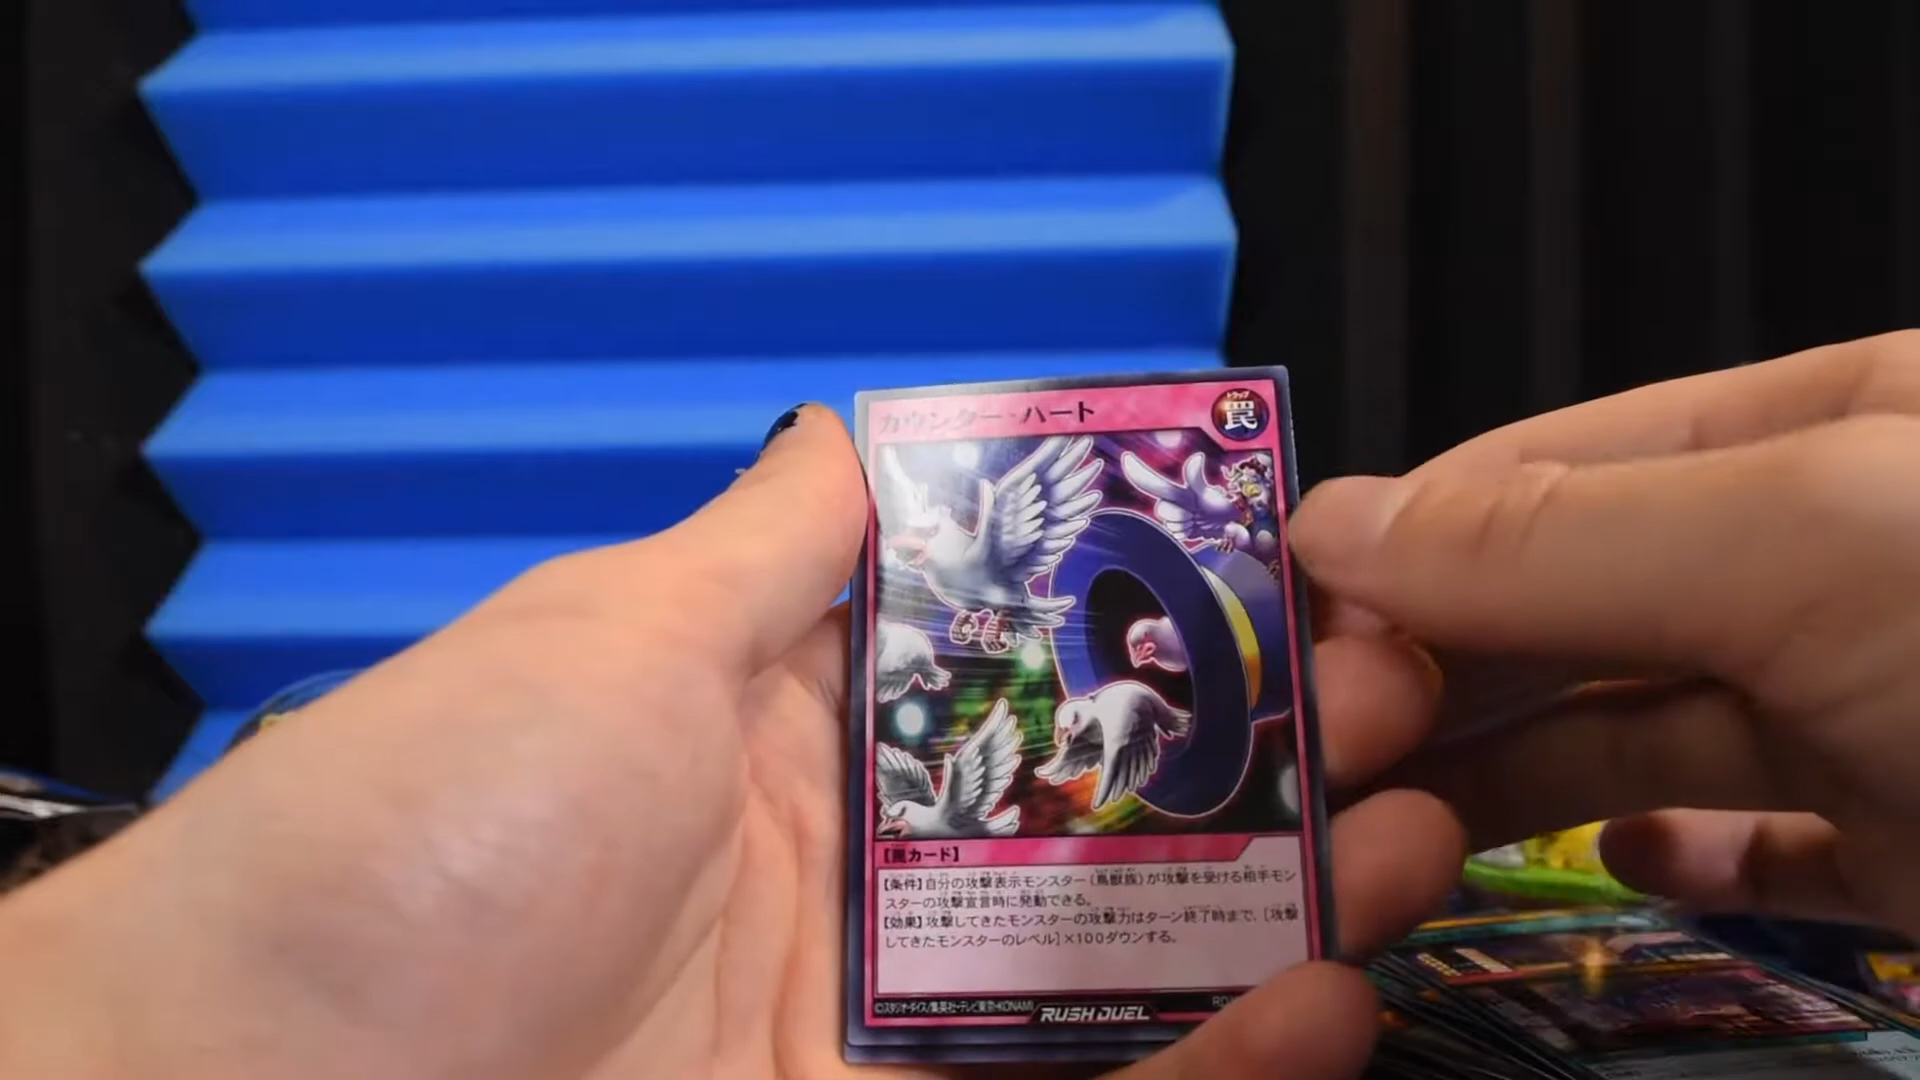 カウンター・ハート
トラップ
罠
【罠カード】
【条件】自分の攻撃表示モンスター(鳥獣族)が攻撃を受ける相手モン
スターの攻撃宣言時に発動できる。
【効果】攻撃してきたモンスターの攻撃力はターン終了時まで、[攻撃
してきたモンスターのレベル]×100ダウンする。
©スタジオ・ダイス/集英社・テレビ東京・KONAMI
RUSH DUEL
RD